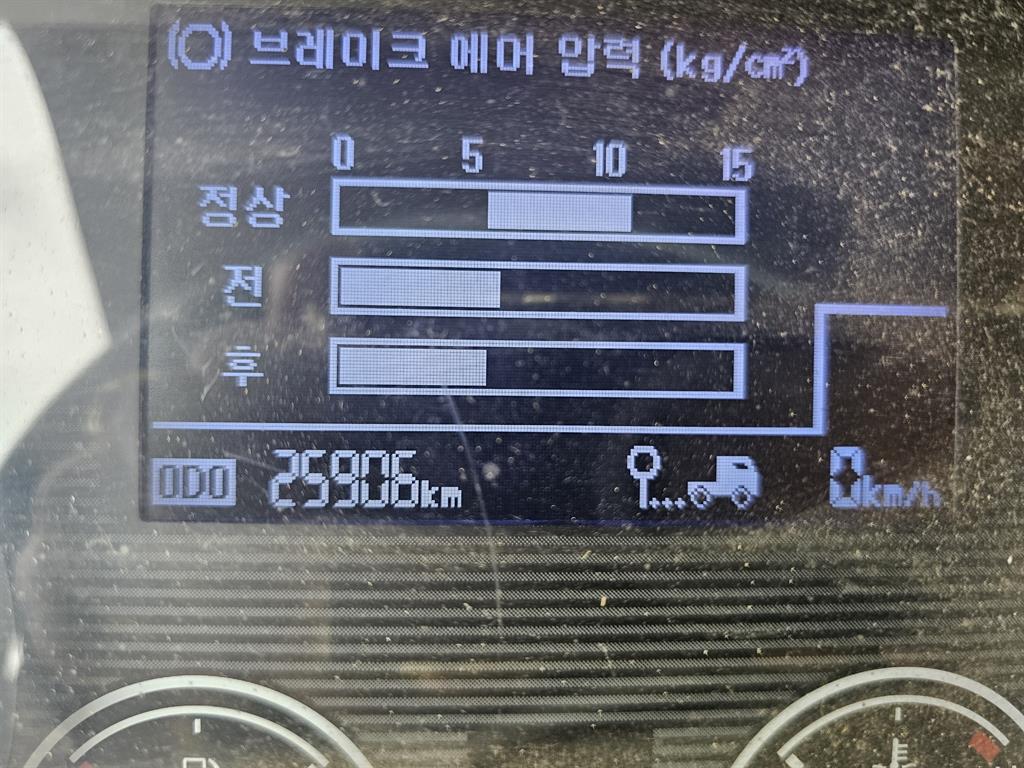 브레이크 에어 압력 (kg/cm²)
0 5 10 15
정상
전
후
ODO 25906km 0km/h